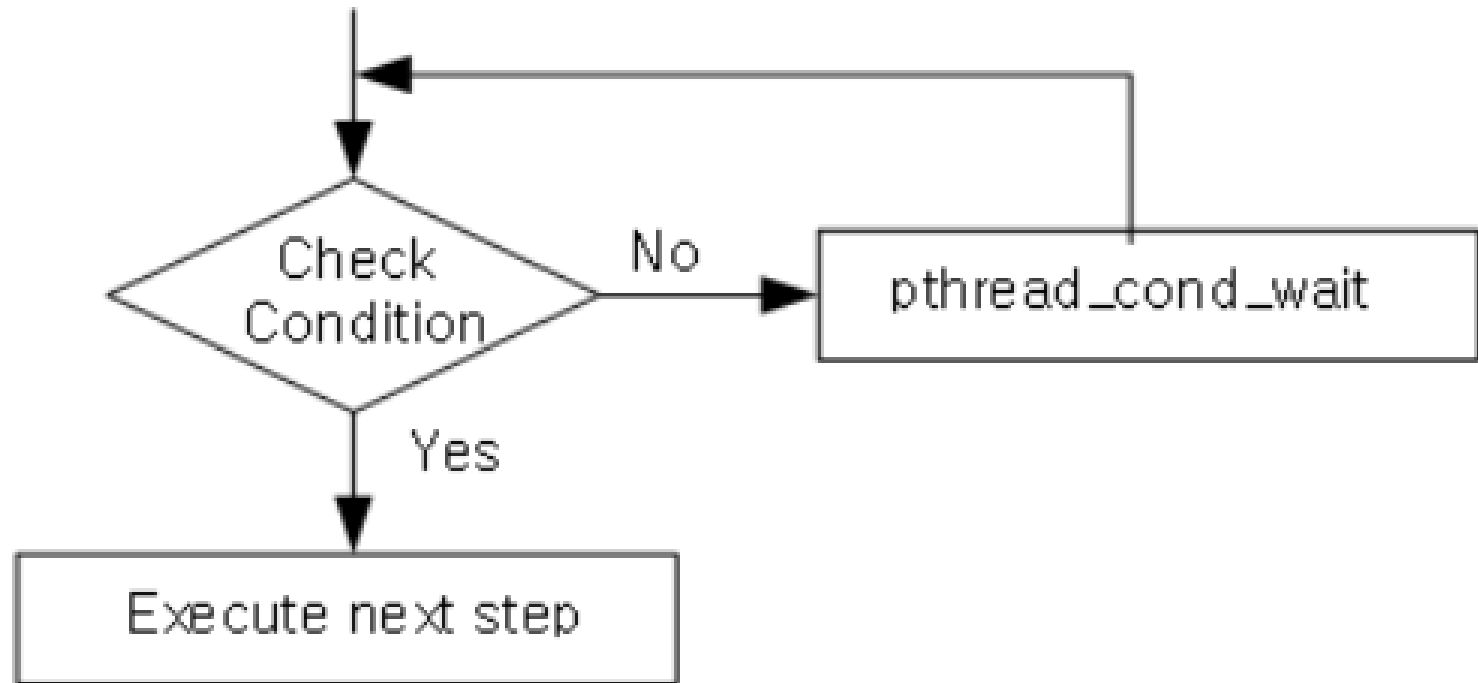 Check
Condition
No
pthread_cond_wait
Yes
Execute next step